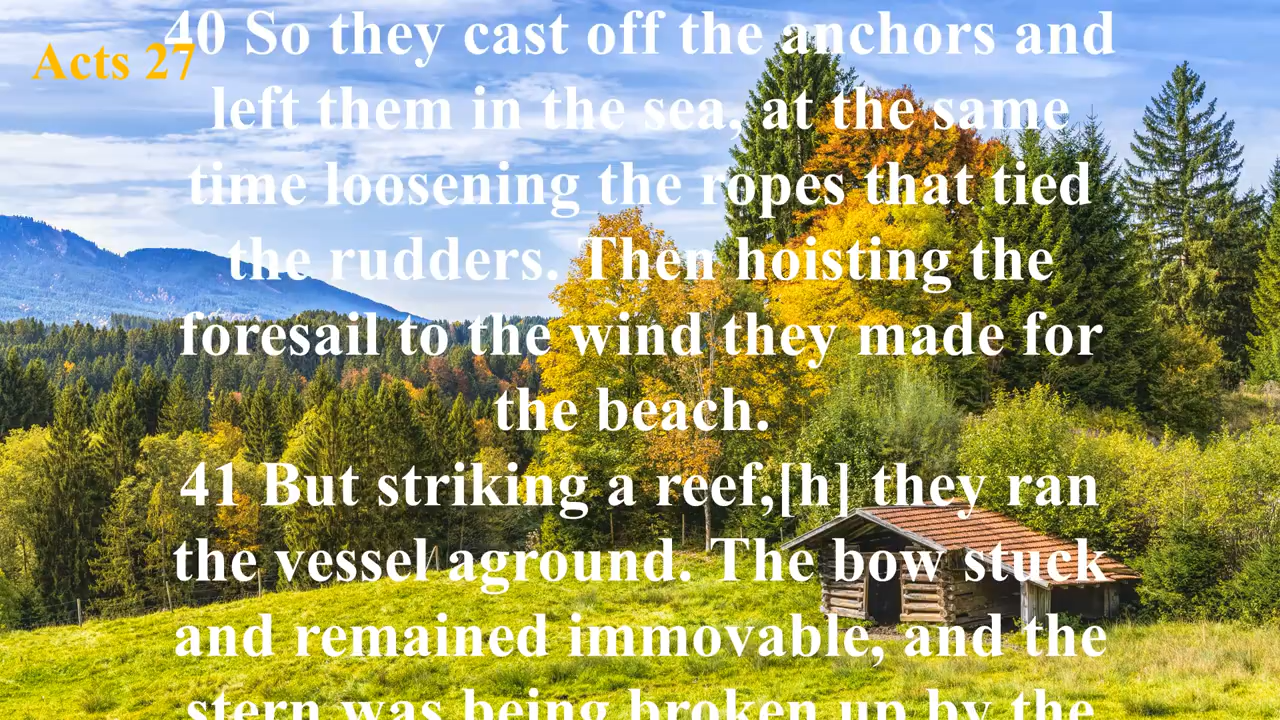 Acts 27
40 So they cast off the anchors and
left them in the sea, at the same
time loosening the ropes that tied
the rudders. Then hoisting the
foresail to the wind they made for
the beach.
41 But striking a reef,[h] they ran
the vessel aground. The bow stuck
and remained immovable, and the
stern was being broken up by the